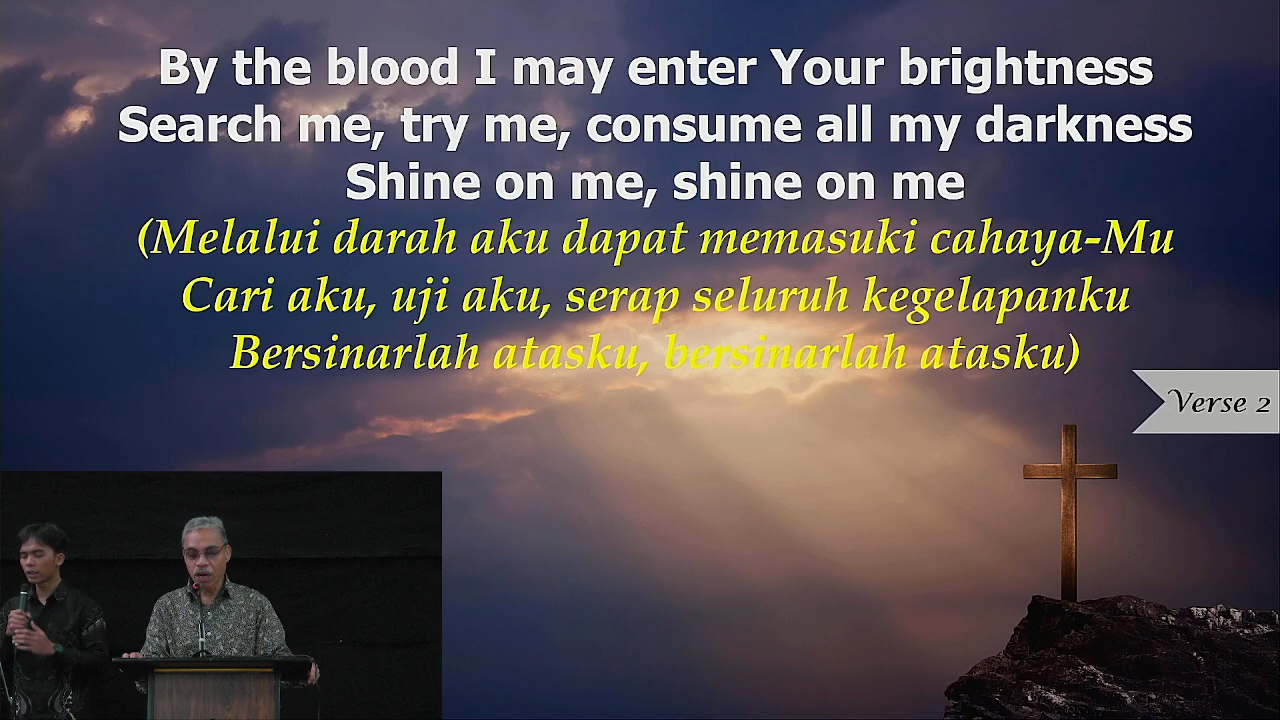 By the blood I may enter Your brightness
Search me, try me, consume all my darkness
Shine on me, shine on me
(Melalui darah aku dapat memasuki cahaya-Mu
Cari aku, uji aku, serap seluruh kegelapanku
Bersinarlah atasku, bersinarlah atasku)
Verse 2